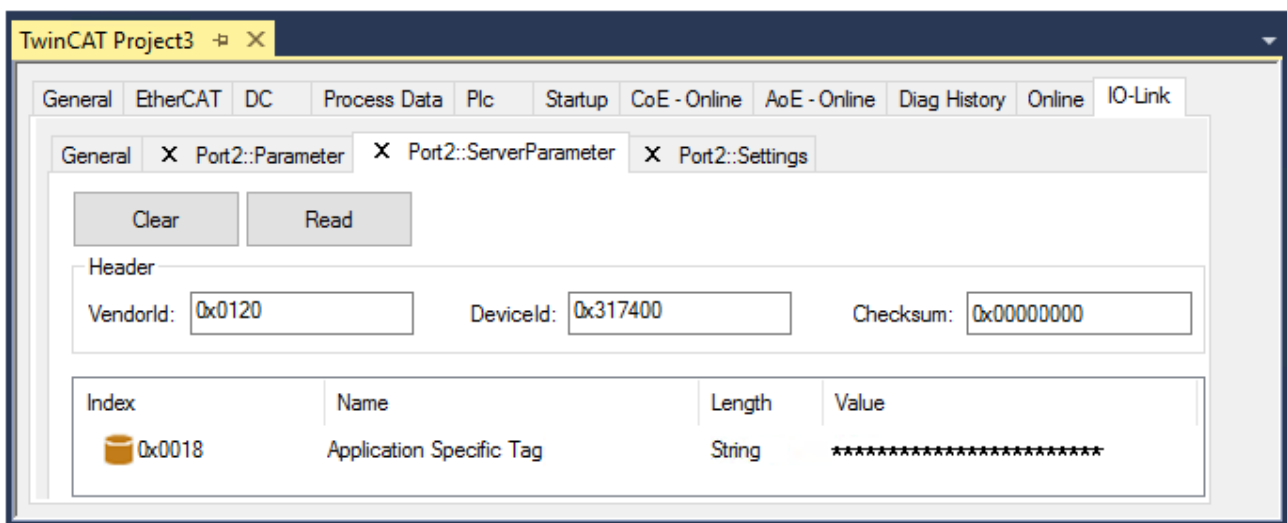 TwinCAT Project3
General EtherCAT DC Process Data Plc Startup CoE - Online AoE - Online Diag History Online IO-Link
General X Port2::Parameter X Port2::ServerParameter X Port2::Settings
Clear Read
Header
VendorId: 0x0120 DeviceId: 0x317400 Checksum: 0x00000000
Index Name Length Value
0x0018 Application Specific Tag String ************************